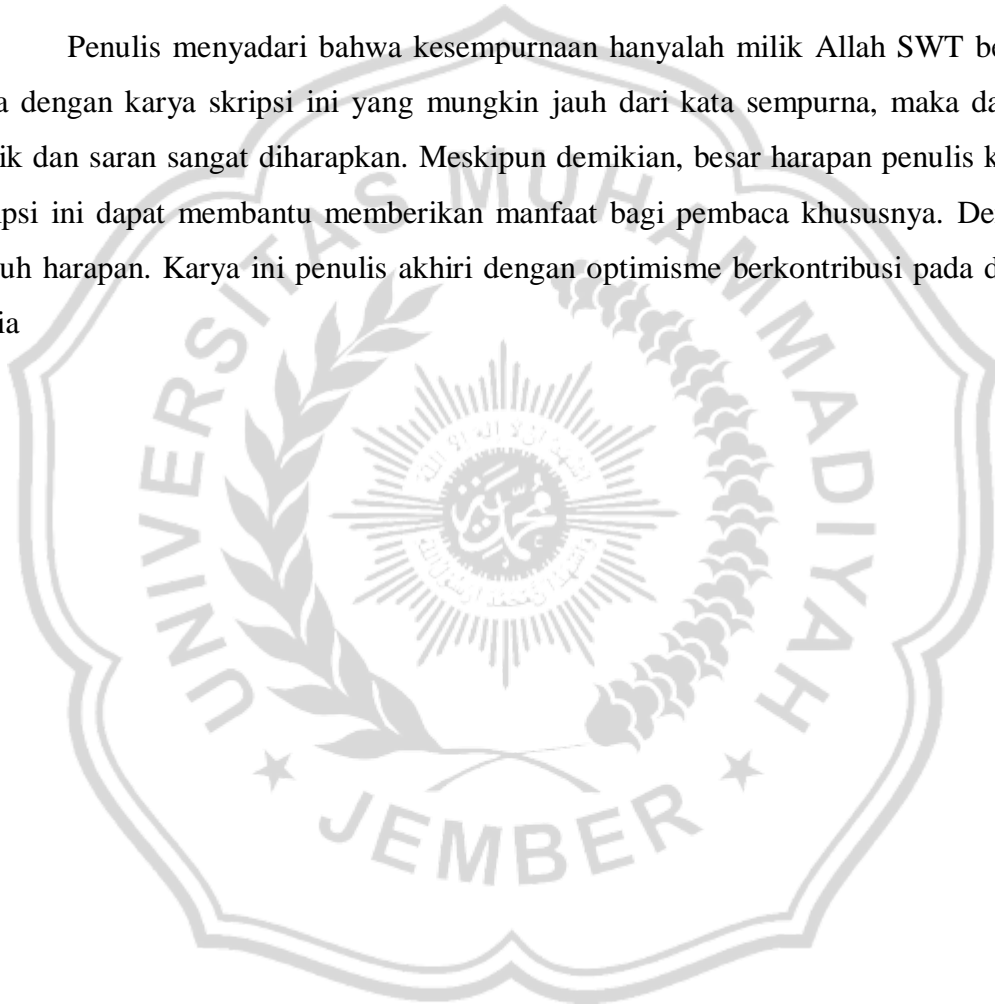 Penulis menyadari bahwa kesempurnaan hanyalah milik Allah SWT be
a dengan karya skripsi ini yang mungkin jauh dari kata sempurna, maka da
ik dan saran sangat diharapkan. Meskipun demikian, besar harapan penulis k
psi ini dapat membantu memberikan manfaat bagi pembaca khususnya. De
uh harapan. Karya ini penulis akhiri dengan optimisme berkontribusi pada d
ia
UNIVERSITAS MUHAMMADIYAH
JEMBER